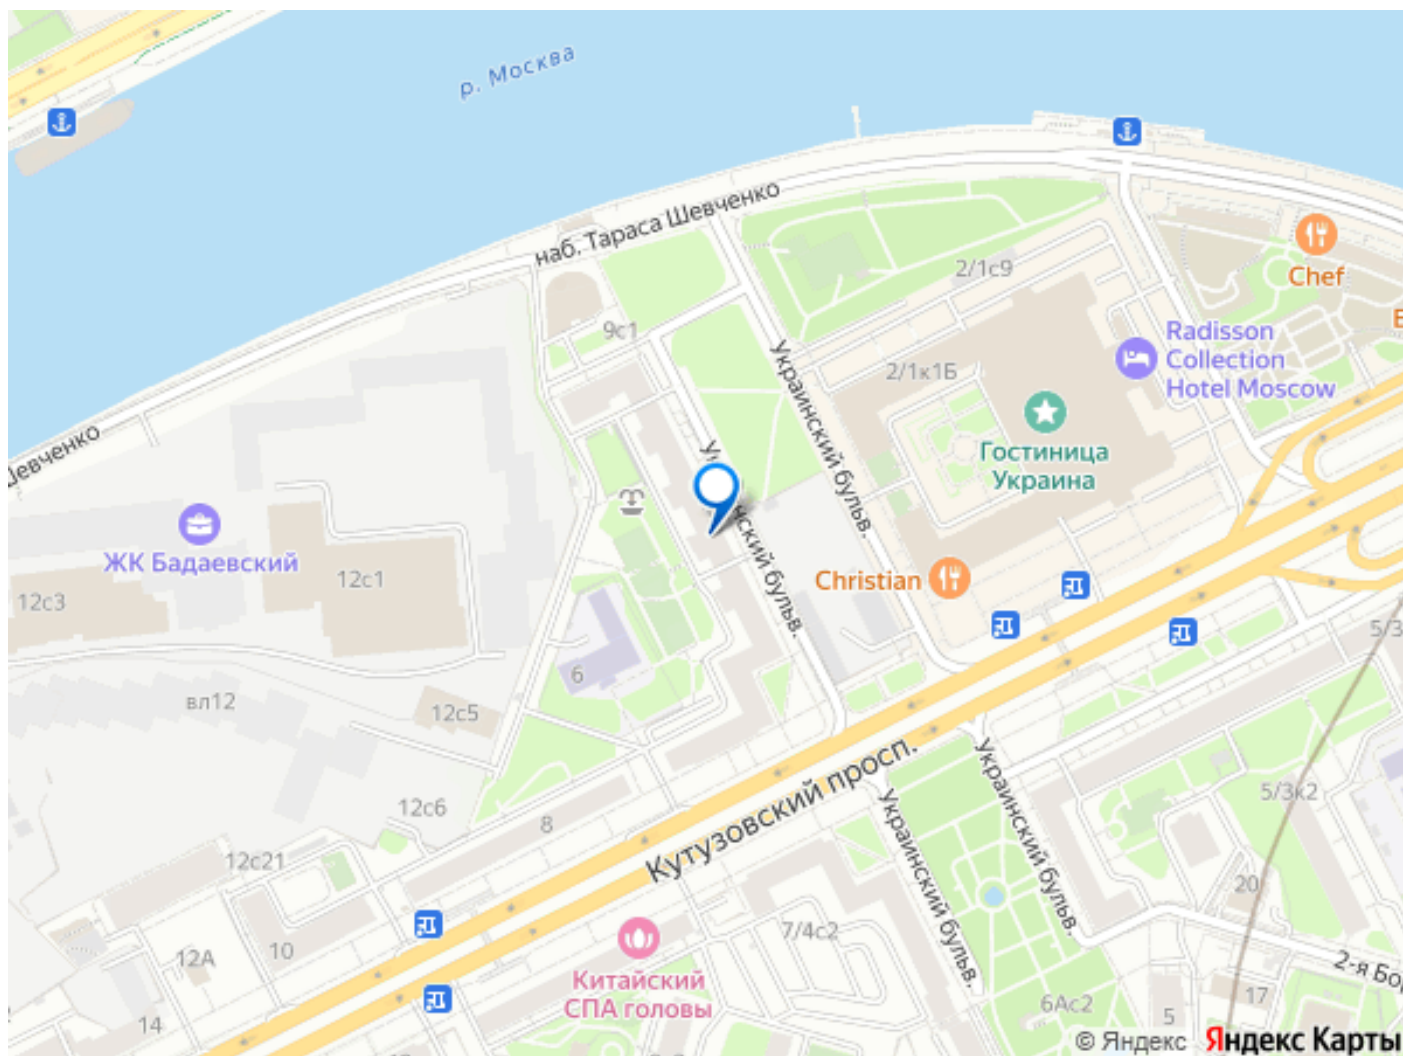 р. Москва
наб. Тараса Шевченко
2/1с9
Chef
9с1
Radisson
Collection
Hotel Moscow
2/1к1Б
Украинский бульв.
Шевченко
Гостиница
Украина
Украинский бульв.
ЖК Бадаевский
12с1
Christian
12с3
5/3
6
вл12
12с5
Украинский бульв.
Кутузовский просп.
5/3к2
12с6
8
Украинский бульв.
12с21
20
7/4с2
10
12А
Китайский
СПА головы
2-я Бор
17
6Ас2
5
14
© Яндекс Яндекс Карты